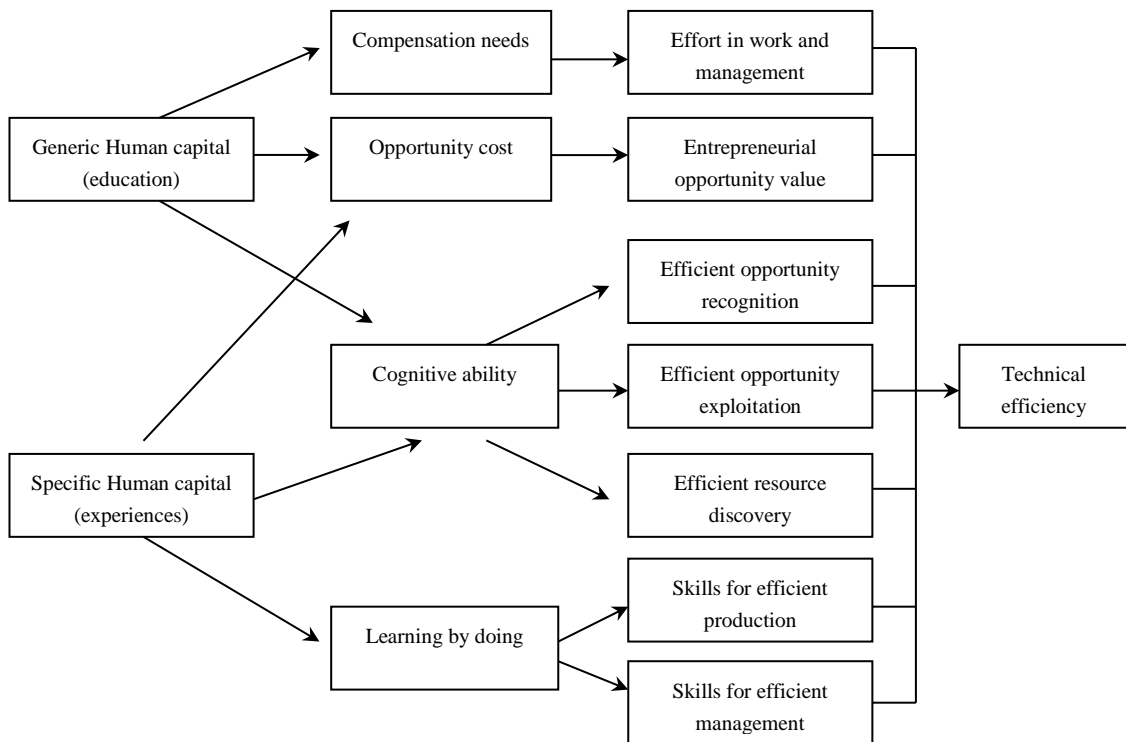 Compensation needs
Effort in work and
management
Generic Human capital
(education)
Opportunity cost
Entrepreneurial
opportunity value
Efficient opportunity
recognition
Cognitive ability
Efficient opportunity
exploitation
Technical
efficiency
Specific Human capital
(experiences)
Efficient resource
discovery
Skills for efficient
production
Learning by doing
Skills for efficient
management